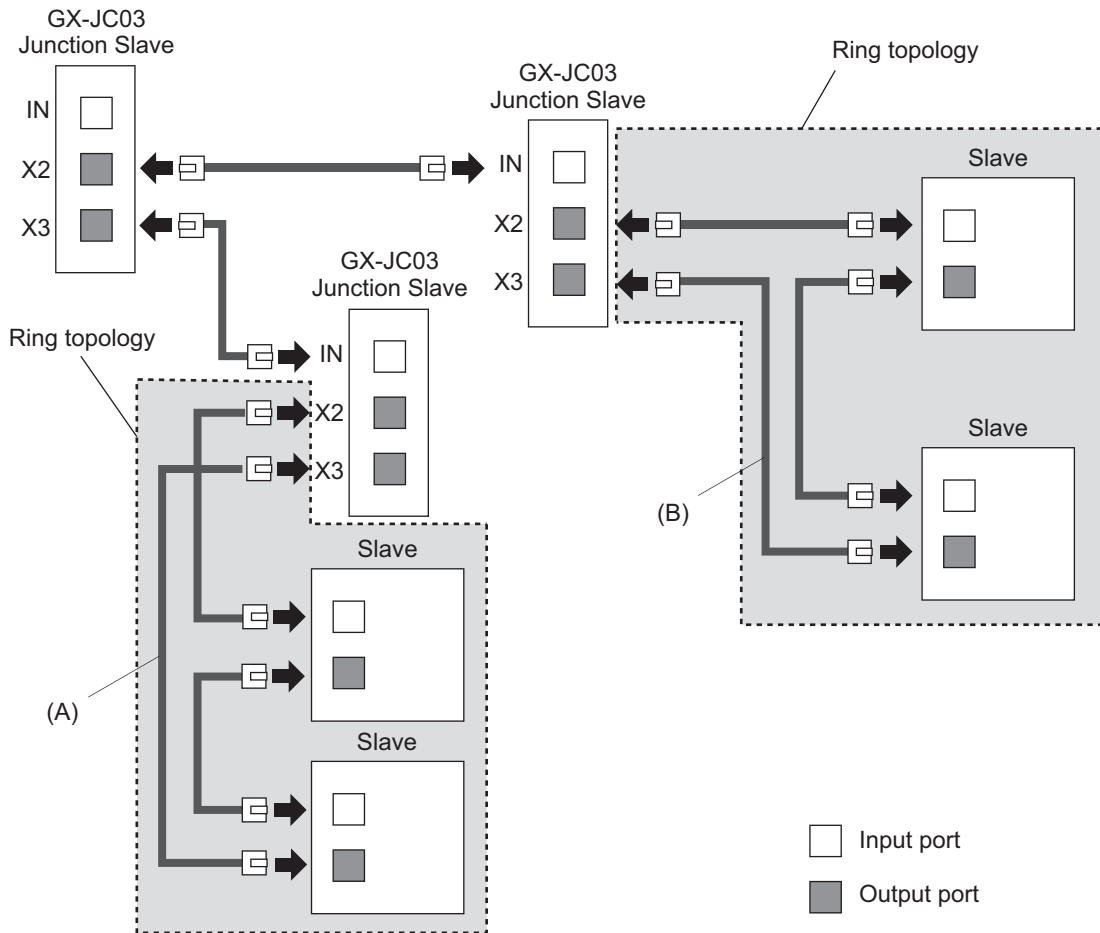 GX-JC03
Junction Slave
IN
X2
X3
GX-JC03
Junction Slave
IN
X2
X3
Ring topology
Slave
Slave
(B)
GX-JC03
Junction Slave
IN
X2
X3
Ring topology
Slave
Slave
(A)
Input port
Output port